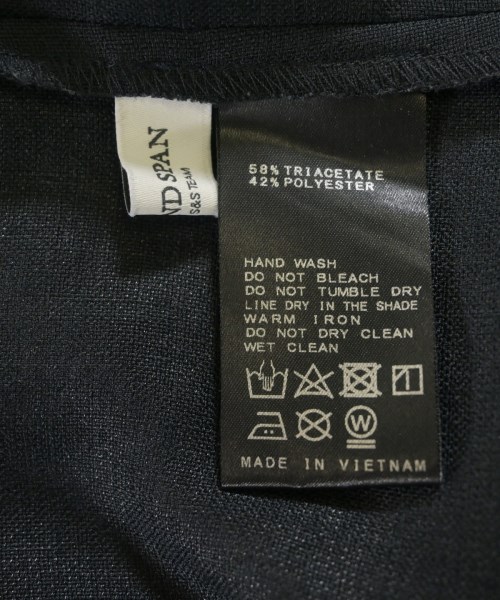 ND SPAN
S&S TEAM
58% TRIACETATE
42% POLYESTER
HAND WASH
DO NOT BLEACH
DO NOT TUMBLE DRY
LINE DRY IN THE SHADE
WARM IRON
DO NOT DRY CLEAN
WET CLEAN
W
MADE IN VIETNAM